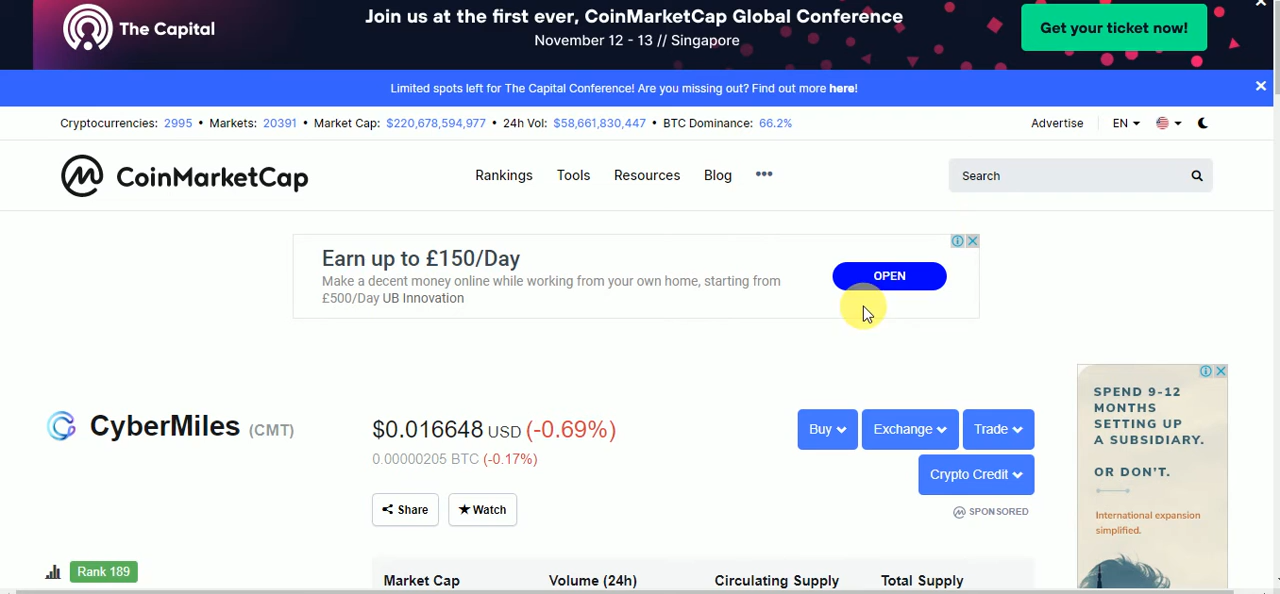 The Capital
Join us at the first ever, CoinMarketCap Global Conference
November 12 - 13 // Singapore
Get your ticket now!
Limited spots left for The Capital Conference! Are you missing out? Find out more here!
Cryptocurrencies: 2995 • Markets: 20391 • Market Cap: $220,678,594,977 • 24h Vol: $58,661,830,447 • BTC Dominance: 66.2%
Advertise
EN
CoinMarketCap
Rankings
Tools
Resources
Blog
•••
Search
Earn up to £150/Day
Make a decent money online while working from your own home, starting from
£500/Day UB Innovation
OPEN
CyberMiles (CMT)
$0.016648 USD (-0.69%)
0.00000205 BTC (-0.17%)
Buy
Exchange
Trade
Crypto Credit
SPONSORED
Share
Watch
Rank 189
Market Cap
Volume (24h)
Circulating Supply
Total Supply
SPEND 9-12
MONTHS
SETTING UP
A SUBSIDIARY.
OR DON'T.
International expansion
simplified.